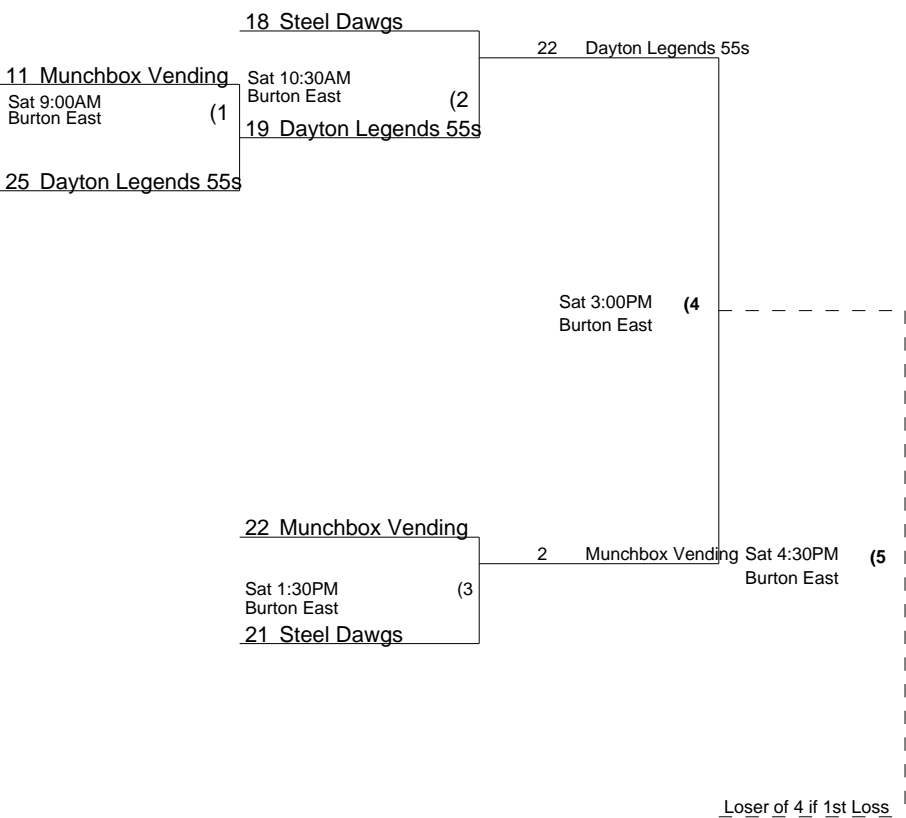 18 Steel Dawgs
22 Dayton Legends 55s
11 Munchbox Vending
Sat 10:30AM
Burton East
(2
Sat 9:00AM
Burton East
(1
19 Dayton Legends 55s
25 Dayton Legends 55s
Sat 3:00PM
(4
Burton East
22 Munchbox Vending
2 Munchbox Vending
Sat 4:30PM
(5
Burton East
Sat 1:30PM
(3
Burton East
21 Steel Dawgs
Loser of 4 if 1st Loss